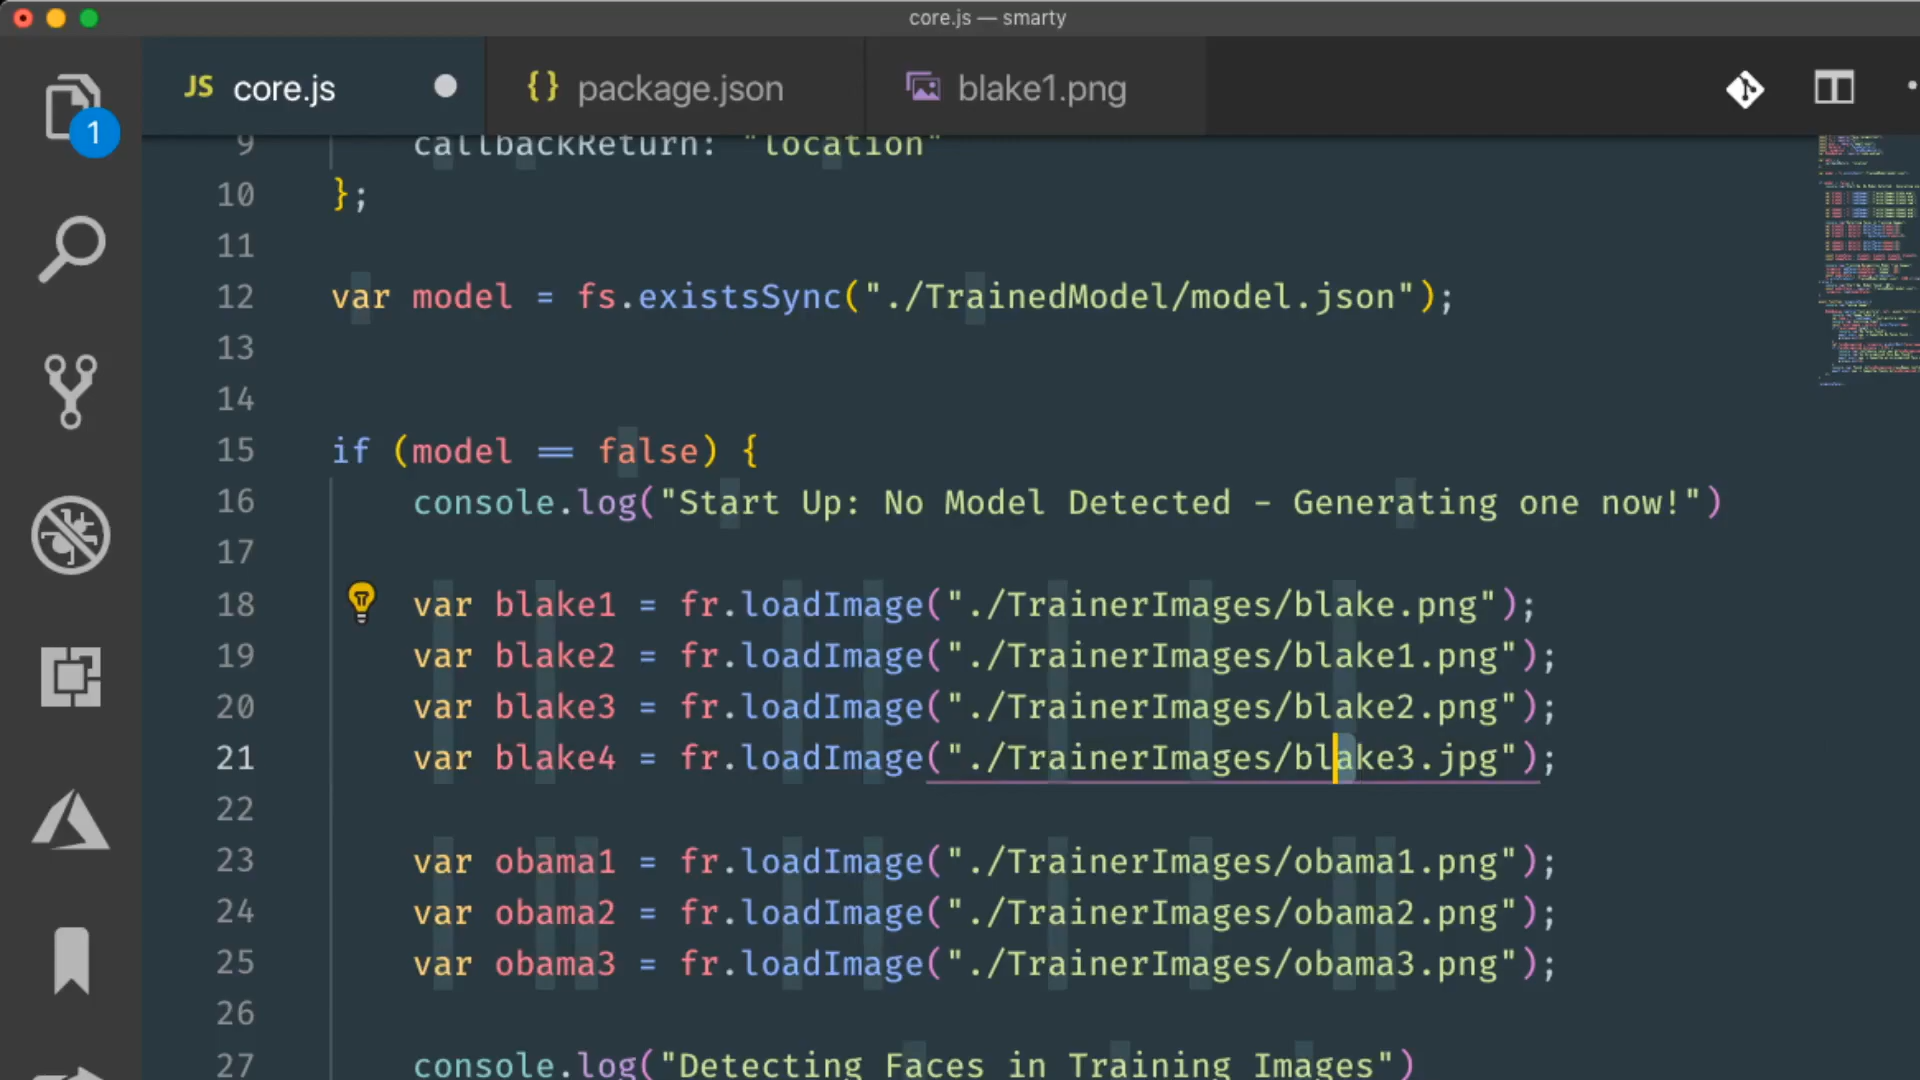 core.js — smarty
JS core.js
{} package.json
blake1.png
1
9 callbackReturn: "location"
10 };
11
12 var model = fs.existsSync("./TrainedModel/model.json");
13
14
15 if (model == false) {
16 console.log("Start Up: No Model Detected - Generating one now!")
17
18 var blake1 = fr.loadImage("./TrainerImages/blake.png");
19 var blake2 = fr.loadImage("./TrainerImages/blake1.png");
20 var blake3 = fr.loadImage("./TrainerImages/blake2.png");
21 var blake4 = fr.loadImage("./TrainerImages/blake3.jpg");
22
23 var obama1 = fr.loadImage("./TrainerImages/obama1.png");
24 var obama2 = fr.loadImage("./TrainerImages/obama2.png");
25 var obama3 = fr.loadImage("./TrainerImages/obama3.png");
26
27 console.log("Detecting Faces in Training Images")